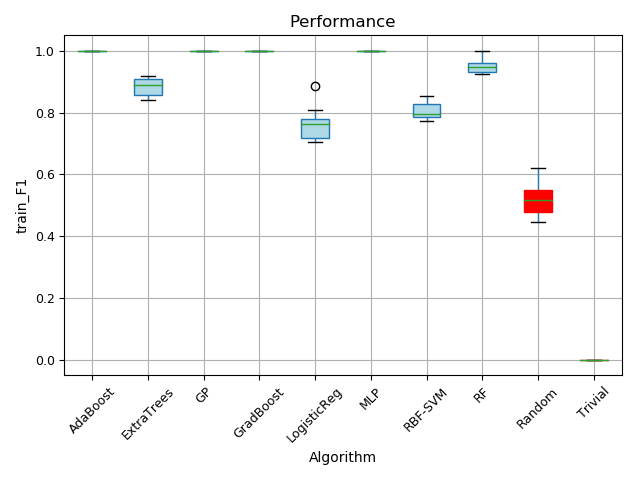 Performance
train_F1
1.0
0.8
0.6
0.4
0.2
0.0
AdaBoost
ExtraTrees
GP
GradBoost
LogisticReg
MLP
RBF-SVM
RF
Random
Trivial
Algorithm